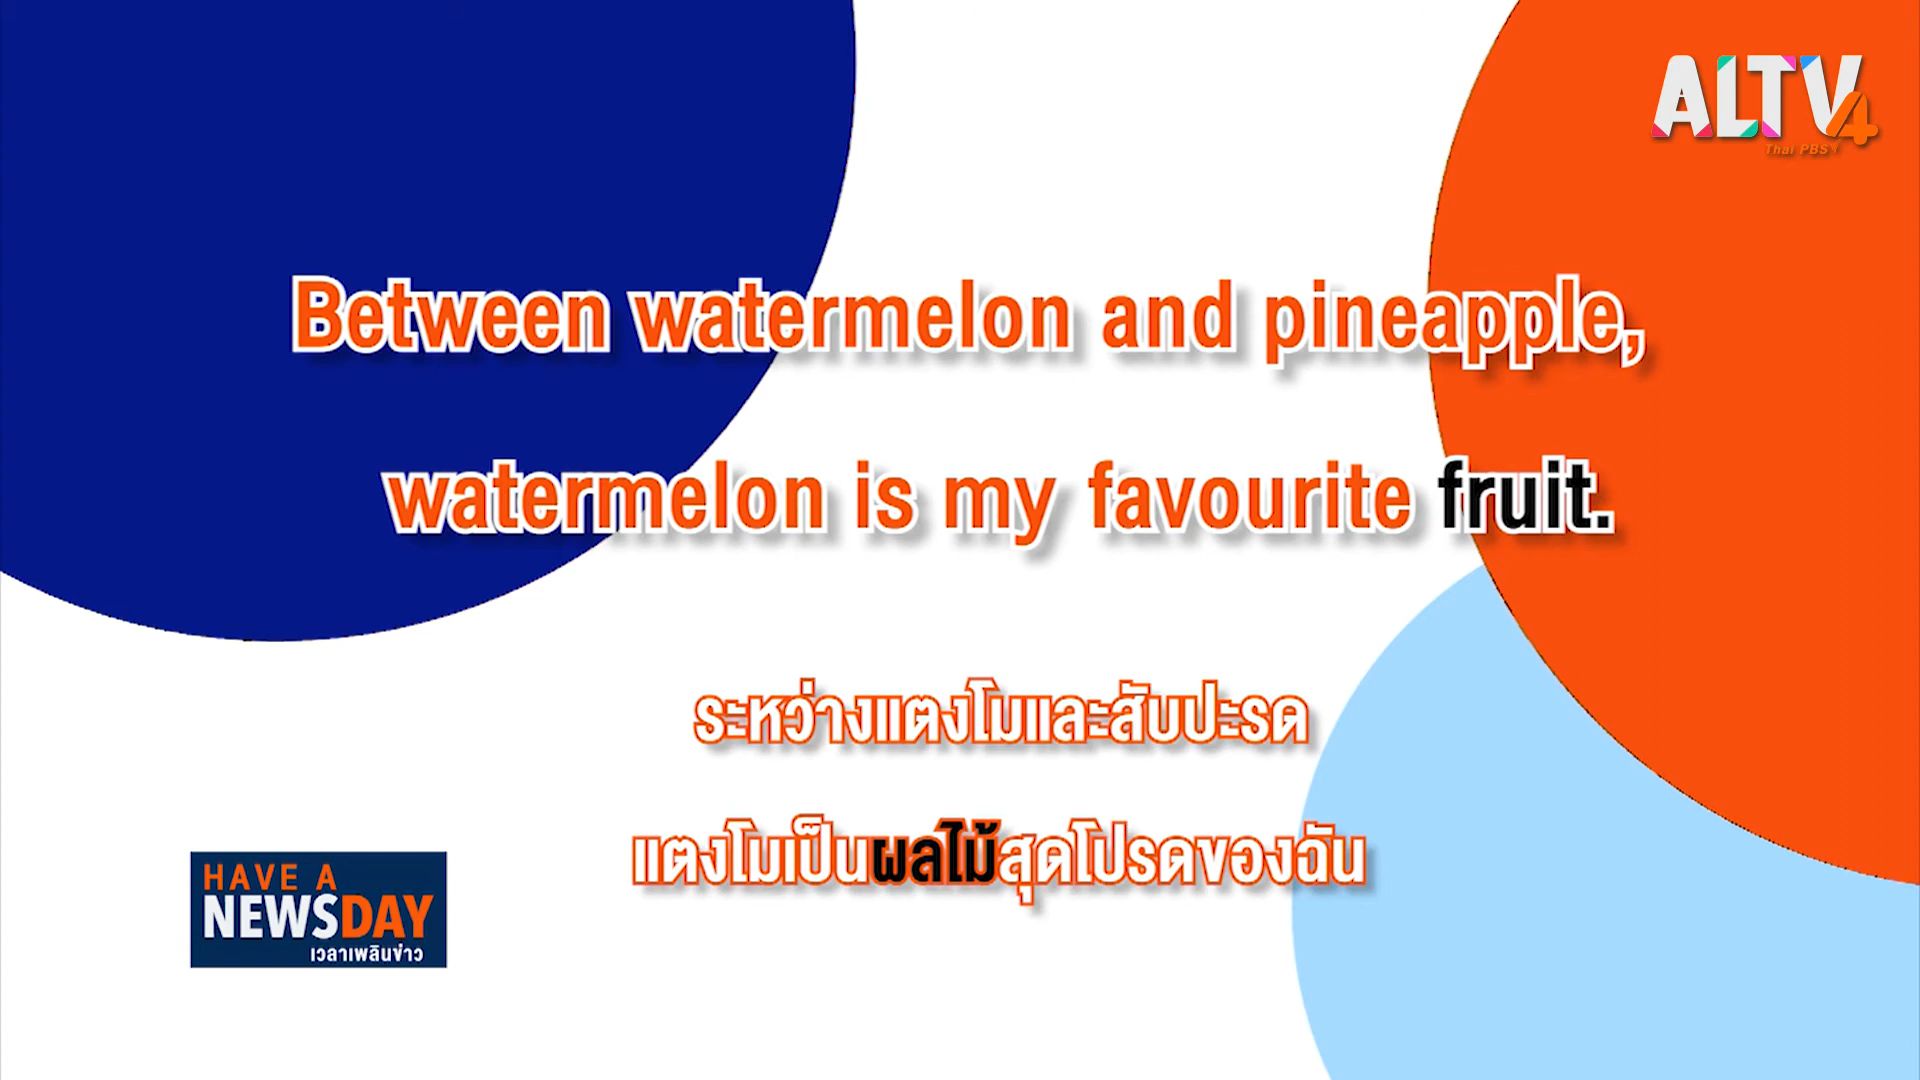 ALTV4
Thai PBS
Between watermelon and pineapple,
watermelon is my favourite fruit.
ระหว่างแตงโมและสับปะรด
แตงโมเป็นผลไม้สุดโปรดของฉัน
HAVE A
NEWSDAY
เวลาเพลินข่าว